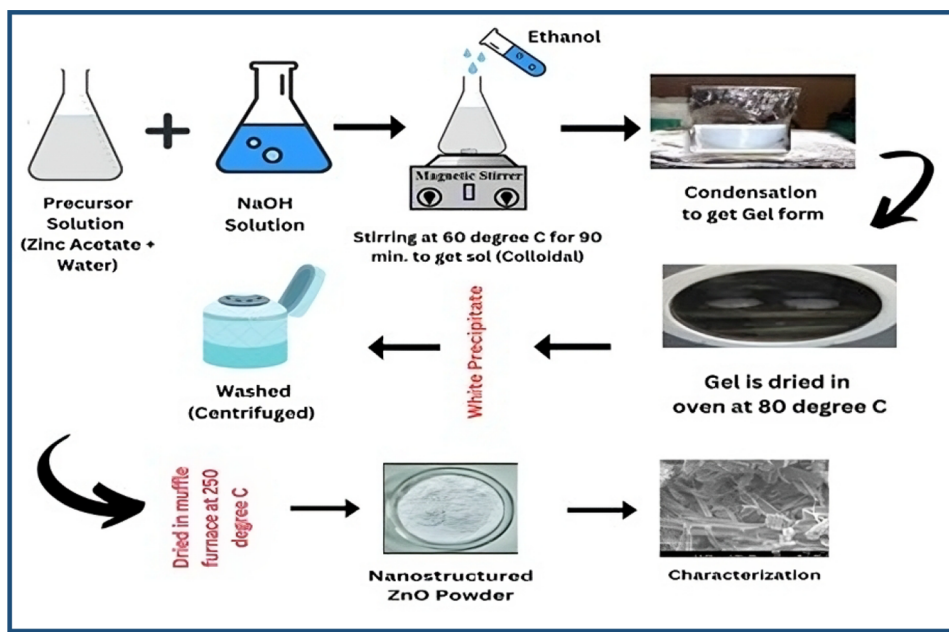 Ethanol
Precursor
Solution
(Zinc Acetate +
Water)
NaOH
Solution
Magnetic Stirrer
Stirring at 60 degree C for 90
min. to get sol (Colloidal)
Condensation
to get Gel form
Gel is dried in
oven at 80 degree C
White Precipitate
Washed
(Centrifuged)
Dried in muffle
furnace at 250
degree C
Nanostructured
ZnO Powder
Characterization